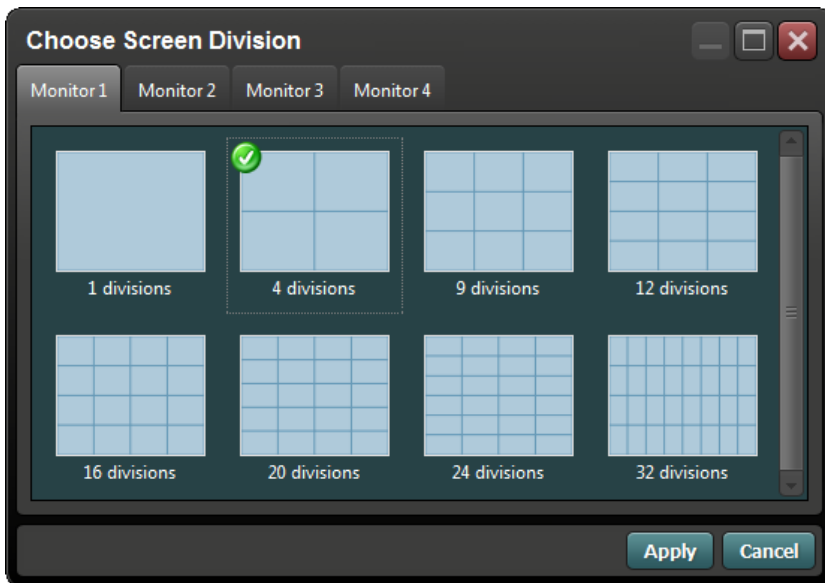 Choose Screen Division
Monitor 1 Monitor 2 Monitor 3 Monitor 4
1 divisions 4 divisions 9 divisions 12 divisions
16 divisions 20 divisions 24 divisions 32 divisions
Apply Cancel